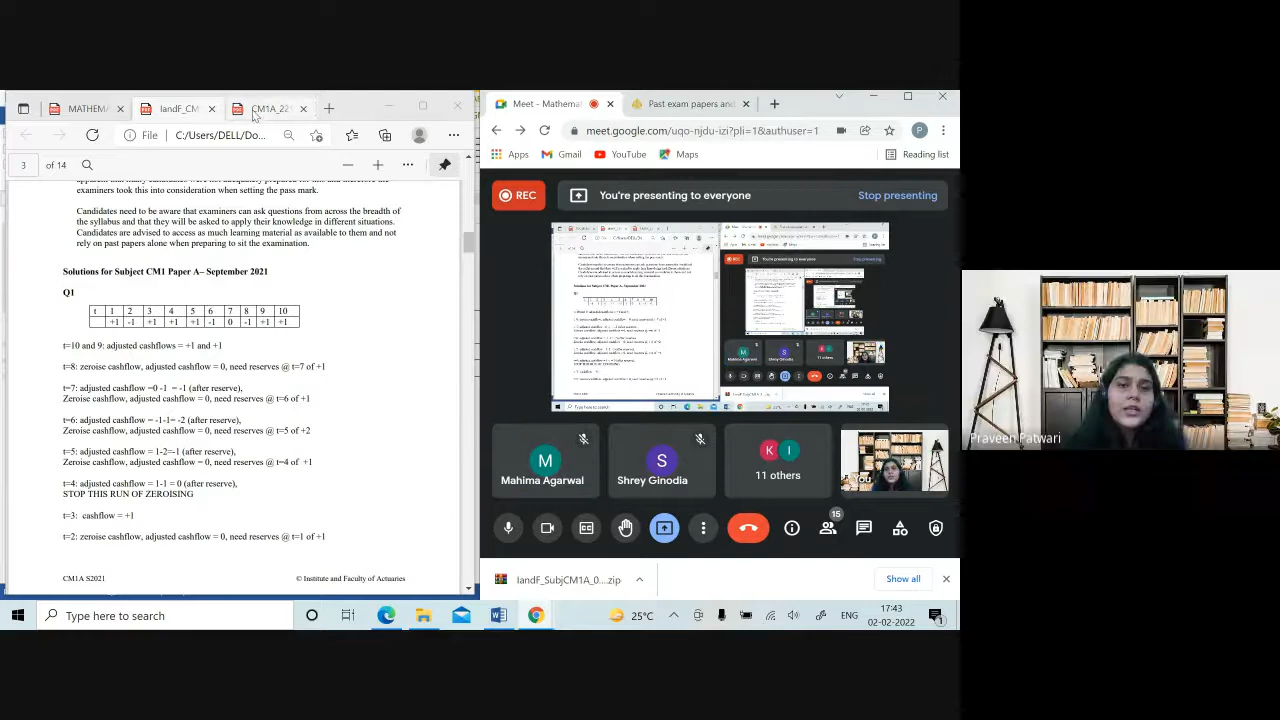 MATHEMA
IandF_CM
CM1A_221
File
C:/Users/DELL/Do...
3
of 14
examiners took this into consideration when setting the pass mark.
Candidates need to be aware that examiners can ask questions from across the breadth of
the syllabus and that they will be asked to apply their knowledge in different situations.
Candidates are advised to access as much learning material as available to them and not
rely on past papers alone when preparing to sit the examination.
Solutions for Subject CM1 Paper A– September 2021
Q1
t 1 2 3 4 5 6 7 8 9 10
+1 -1 +1 +1 +1 -1 0 -1 +1 +1
t=10 and 9, adjusted cashflows = +1 and +1
t=8: zeroise cashflow, adjusted cashflow = 0, need reserves @ t=7 of +1
t=7: adjusted cashflow =0 -1 = -1 (after reserve),
Zeroise cashflow, adjusted cashflow = 0, need reserves @ t=6 of +1
t=6: adjusted cashflow = -1-1= -2 (after reserve),
Zeroise cashflow, adjusted cashflow = 0, need reserves @ t=5 of +2
t=5: adjusted cashflow = 1-2=-1 (after reserve),
Zeroise cashflow, adjusted cashflow = 0, need reserves @ t=4 of +1
t=4: adjusted cashflow = 1-1 = 0 (after reserve),
STOP THIS RUN OF ZEROISING
t=3: cashflow = +1
t=2: zeroise cashflow, adjusted cashflow = 0, need reserves @ t=1 of +1
CM1A S2021
© Institute and Faculty of Actuaries
Meet - Mathema
Past exam papers and
meet.google.com/uqo-njdu-izi?pli=1&authuser=1
P
Apps
Gmail
YouTube
Maps
Reading list
REC
You're presenting to everyone
Stop presenting
M
Mahima Agarwal
S
Shrey Ginodia
K
I
11 others
You
15
IandF_SubjCM1A_0....zip
Show all
Type here to search
25°C
ENG
17:43
02-02-2022
1
Praveen Patwari